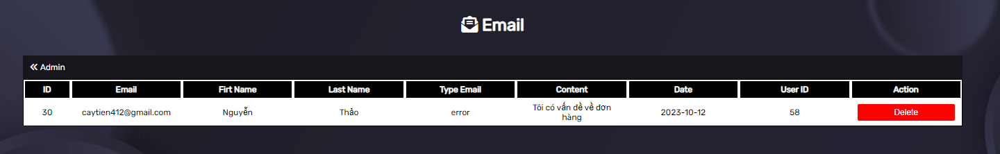 Email
Admin
ID Email Firt Name Last Name Type Email Content Date User ID Action
30 caytien412@gmail.com Nguyễn Thảo error Tôi có vấn đề về đơn 2023-10-12 58 Delete
hàng